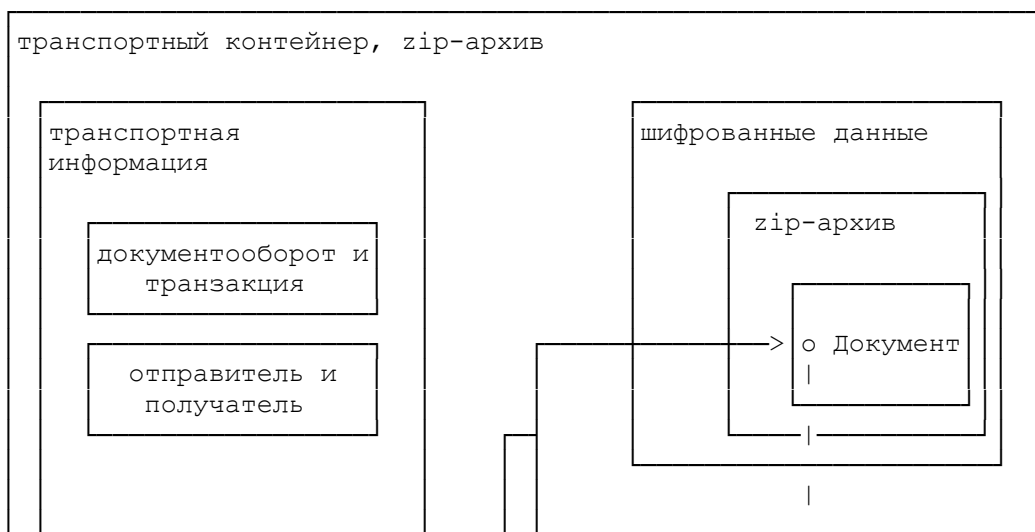 транспортный контейнер, zip-архив
транспортная
информация
документооборот и
транзакция
отправитель и
получатель
шифрованные данные
zip-архив
> o Документ